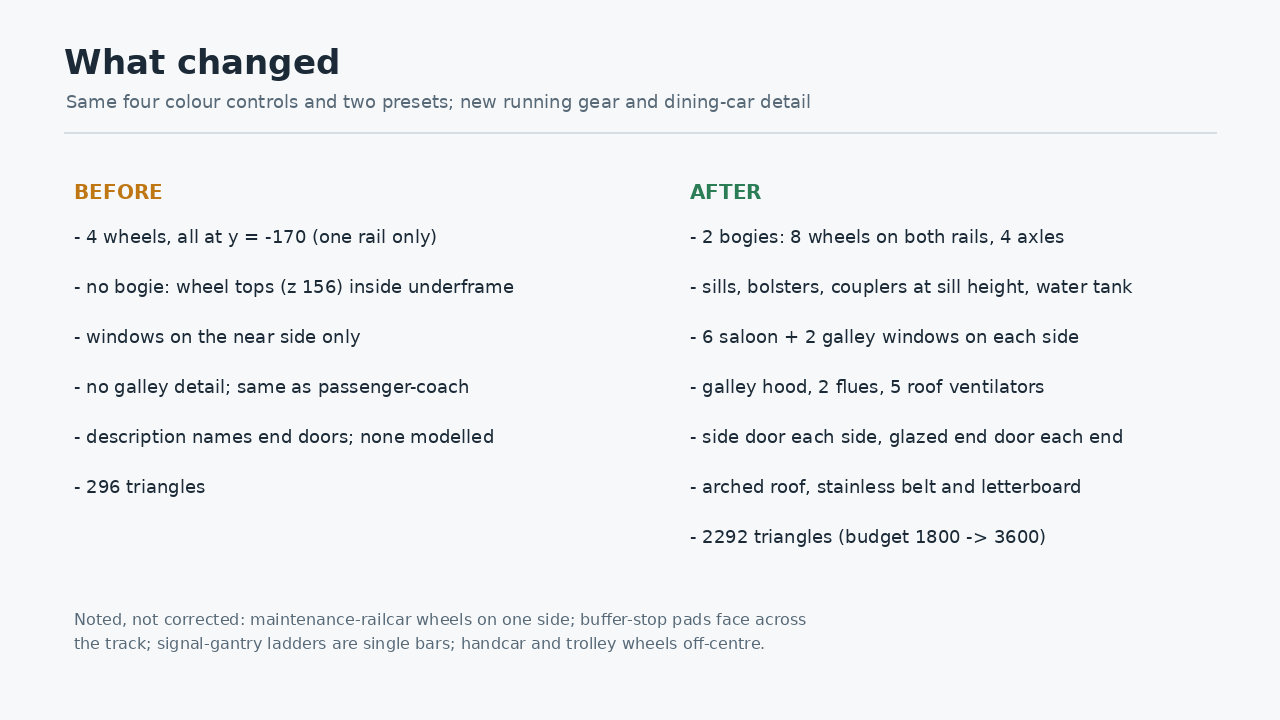 What changed
Same four colour controls and two presets; new running gear and dining-car detail
BEFORE
- 4 wheels, all at y = -170 (one rail only)
- no bogie: wheel tops (z 156) inside underframe
- windows on the near side only
- no galley detail; same as passenger-coach
- description names end doors; none modelled
- 296 triangles
AFTER
- 2 bogies: 8 wheels on both rails, 4 axles
- sills, bolsters, couplers at sill height, water tank
- 6 saloon + 2 galley windows on each side
- galley hood, 2 flues, 5 roof ventilators
- side door each side, glazed end door each end
- arched roof, stainless belt and letterboard
- 2292 triangles (budget 1800 -> 3600)
Noted, not corrected: maintenance-railcar wheels on one side; buffer-stop pads face across
the track; signal-gantry ladders are single bars; handcar and trolley wheels off-centre.